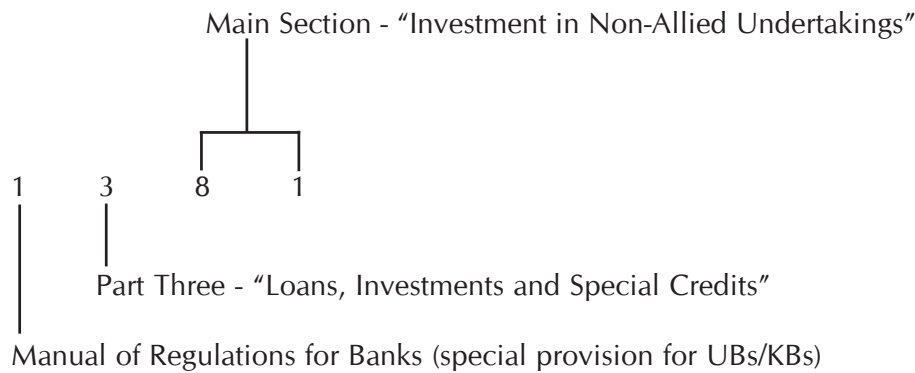 Main Section - “Investment in Non-Allied Undertakings”
1 3 8 1
Part Three - “Loans, Investments and Special Credits”
Manual of Regulations for Banks (special provision for UBs/KBs)